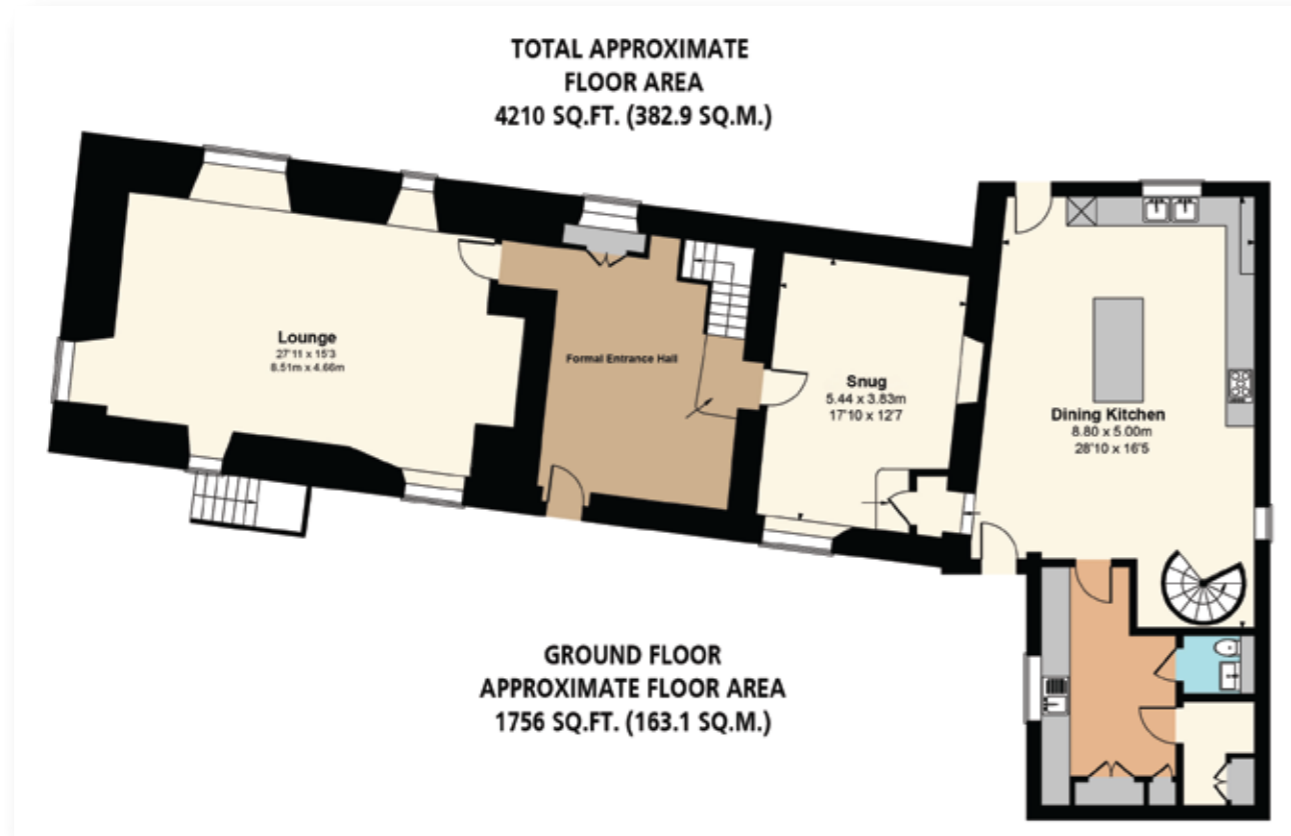 TOTAL APPROXIMATE
FLOOR AREA
4210 SQ.FT. (382.9 SQ.M.)
Lounge
27'11 x 15'3
8.51m x 4.66m
Formal Entrance Hall
Snug
5.44 x 3.83m
17'10 x 12'7
Dining Kitchen
8.80 x 5.00m
28'10 x 16'5
GROUND FLOOR
APPROXIMATE FLOOR AREA
1756 SQ.FT. (163.1 SQ.M.)